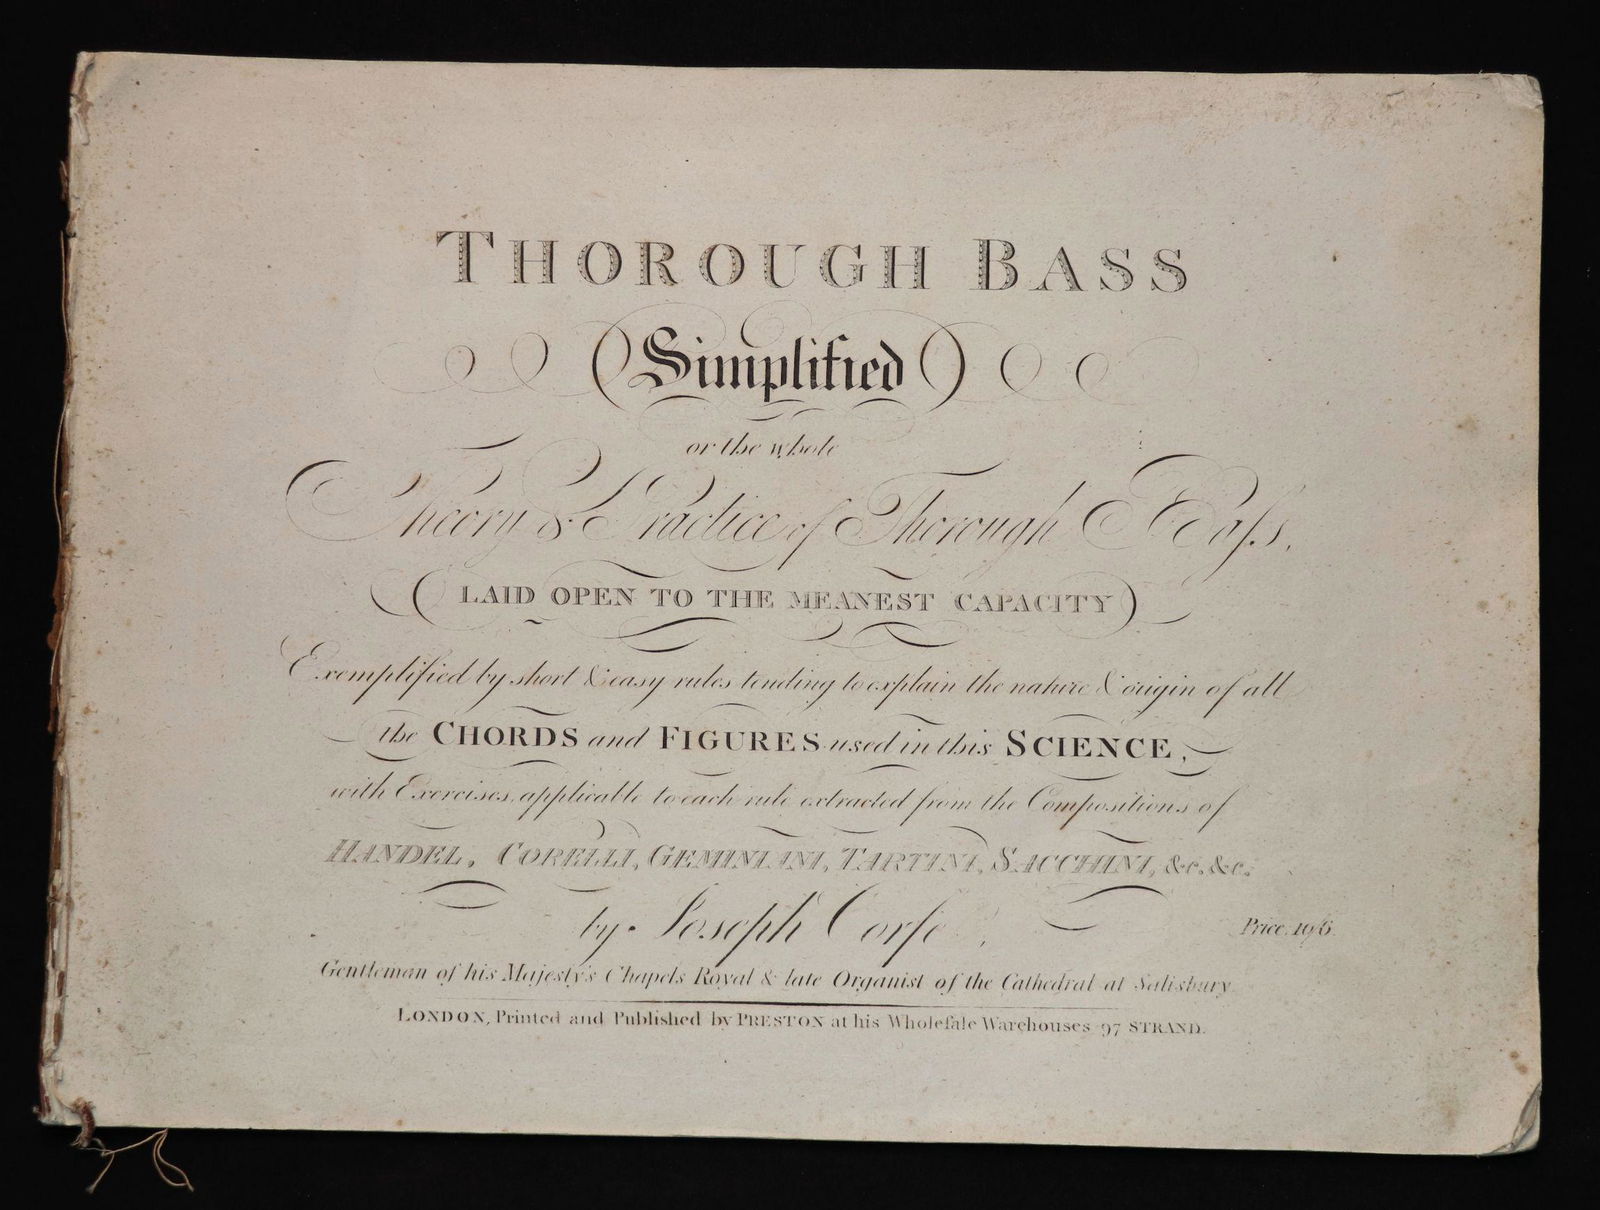 THOROUGH BASS
Simplified
or the whole
Theory & Practice of Thorough Baſs.
LAID OPEN TO THE MEANEST CAPACITY
Exemplified by short & easy rules tending to explain the nature & origin of all
the CHORDS and FIGURES used in this SCIENCE,
with Exercises, applicable to each rule extracted from the Compositions of
HANDEL, CORELLI, GEMINIANI, TARTINI, SACCHINI, &c. &c.
by Joseph Corfe
Price. 10/6
Gentleman of his Majesty's Chapels Royal & late Organist of the Cathedral at Salisbury
LONDON, Printed and Published by PRESTON at his Wholeſale Warehouses 97 STRAND.